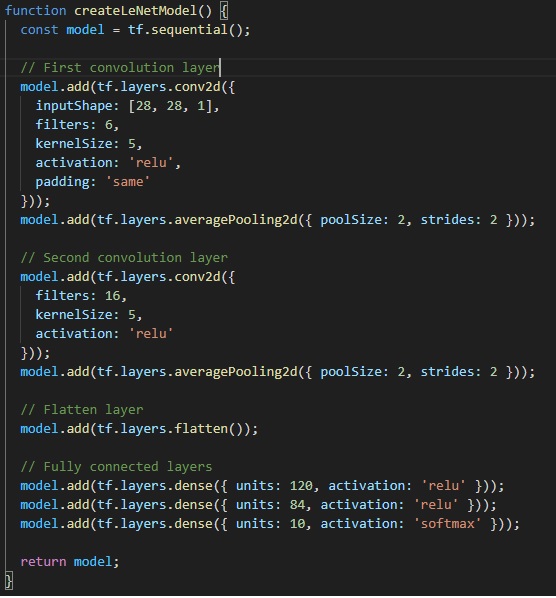 function createLeNetModel() {
  const model = tf.sequential();

  // First convolution layer
  model.add(tf.layers.conv2d({
    inputShape: [28, 28, 1],
    filters: 6,
    kernelSize: 5,
    activation: 'relu',
    padding: 'same'
  }));
  model.add(tf.layers.averagePooling2d({ poolSize: 2, strides: 2 }));

  // Second convolution layer
  model.add(tf.layers.conv2d({
    filters: 16,
    kernelSize: 5,
    activation: 'relu'
  }));
  model.add(tf.layers.averagePooling2d({ poolSize: 2, strides: 2 }));

  // Flatten layer
  model.add(tf.layers.flatten());

  // Fully connected layers
  model.add(tf.layers.dense({ units: 120, activation: 'relu' }));
  model.add(tf.layers.dense({ units: 84, activation: 'relu' }));
  model.add(tf.layers.dense({ units: 10, activation: 'softmax' }));

  return model;
}